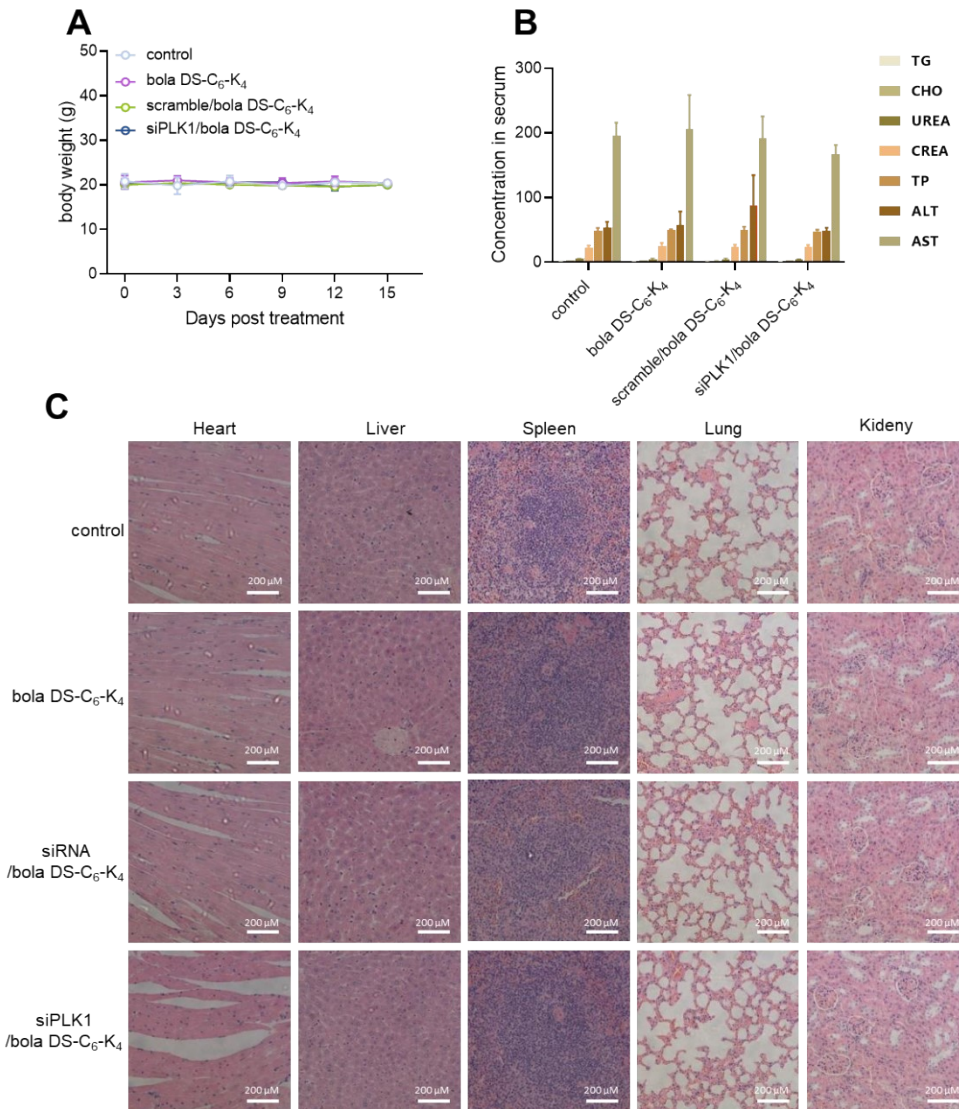 A
50
40
30
20
10
0
body weight (g)
0 3 6 9 12 15
Days post treatment
control
bola DS-C₆-K₄
scramble/bola DS-C₆-K₄
siPLK1/bola DS-C₆-K₄
B
300
200
100
0
Concentration in secrum
control
bola DS-C₆-K₄
scramble/bola DS-C₆-K₄
siPLK1/bola DS-C₆-K₄
TG
CHO
UREA
CREA
TP
ALT
AST
C
Heart Liver Spleen Lung Kideny
control
200 μM 200 μM 200 μM 200 μM 200 μM
bola DS-C₆-K₄
200 μM 200 μM 200 μM 200 μM 200 μM
siRNA
/bola DS-C₆-K₄
200 μM 200 μM 200 μM 200 μM 200 μM
siPLK1
/bola DS-C₆-K₄
200 μM 200 μM 200 μM 200 μM 200 μM